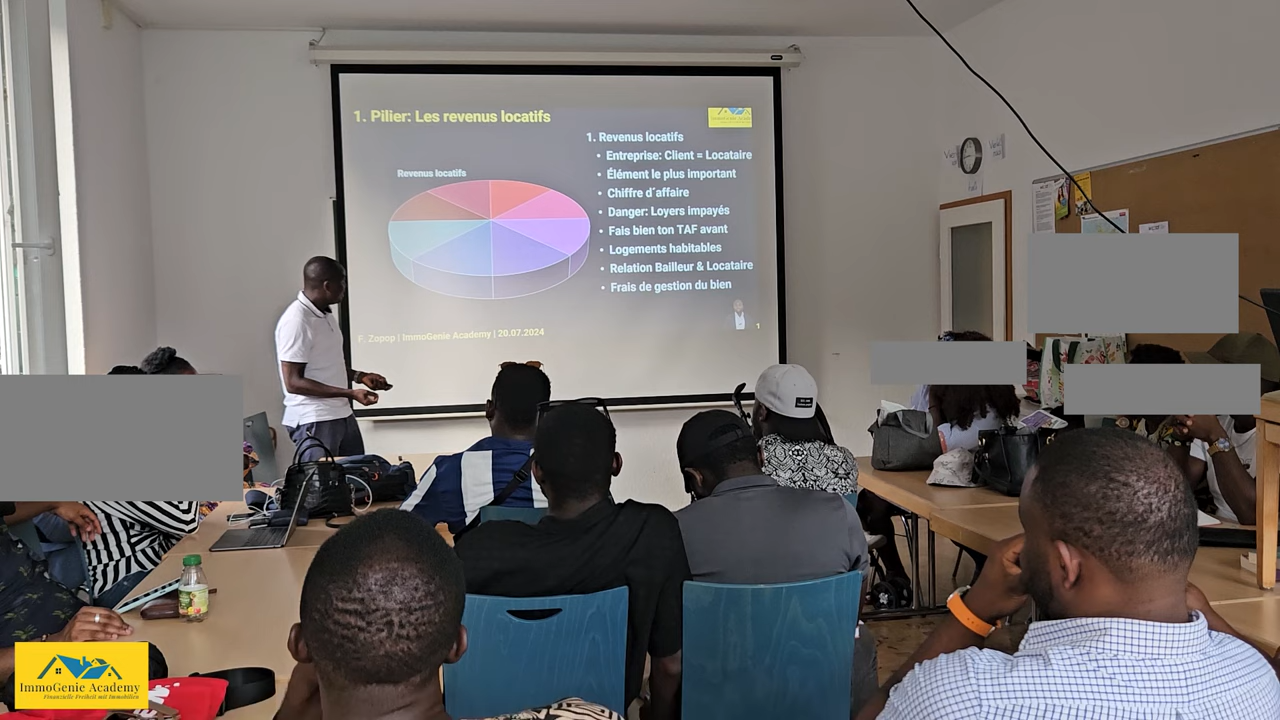 1. Pilier: Les revenus locatifs
Revenus locatifs
1. Revenus locatifs
• Entreprise: Client = Locataire
• Élément le plus important
• Chiffre d´affaire
• Danger: Loyers impayés
• Fais bien ton TAF avant
• Logements habitables
• Relation Bailleur & Locataire
• Frais de gestion du bien
F. Zopop | ImmoGenie Academy | 20.07.2024
1
ImmoGenie Academy
Finanzielle Freiheit mit Immobilien